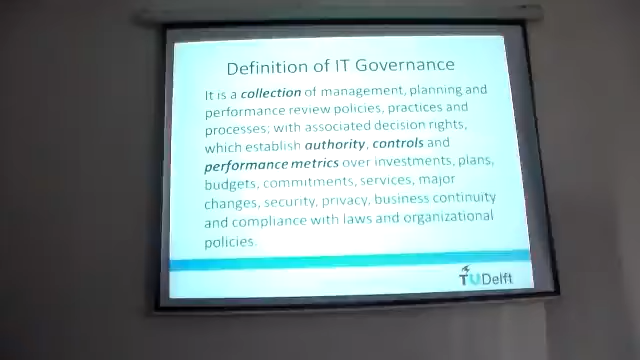 Definition of IT Governance
It is a collection of management, planning and
performance review policies, practices and
processes; with associated decision rights,
which establish authority, controls and
performance metrics over investments, plans,
budgets, commitments, services, major
changes, security, privacy, business continuity
and compliance with laws and organizational
policies.
TUDelft